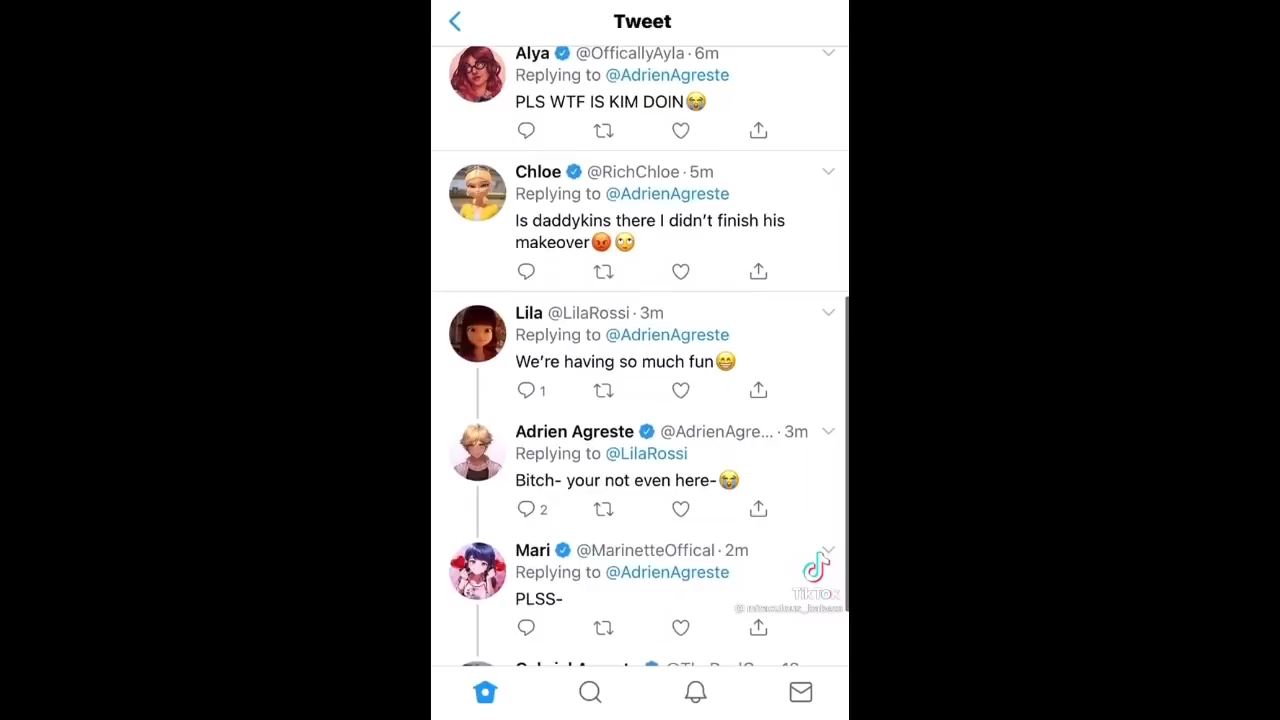 Tweet
Alya @OfficallyAyla · 6m
Replying to @AdrienAgreste
PLS WTF IS KIM DOIN😭
Chloe @RichChloe · 5m
Replying to @AdrienAgreste
Is daddykins there I didn't finish his
makeover😡🙄
Lila @LilaRossi · 3m
Replying to @AdrienAgreste
We're having so much fun😁
1
Adrien Agreste @AdrienAgre... · 3m
Replying to @LilaRossi
Bitch- your not even here-😭
2
Mari @MarinetteOffical · 2m
Replying to @AdrienAgreste
PLSS-
TikTok